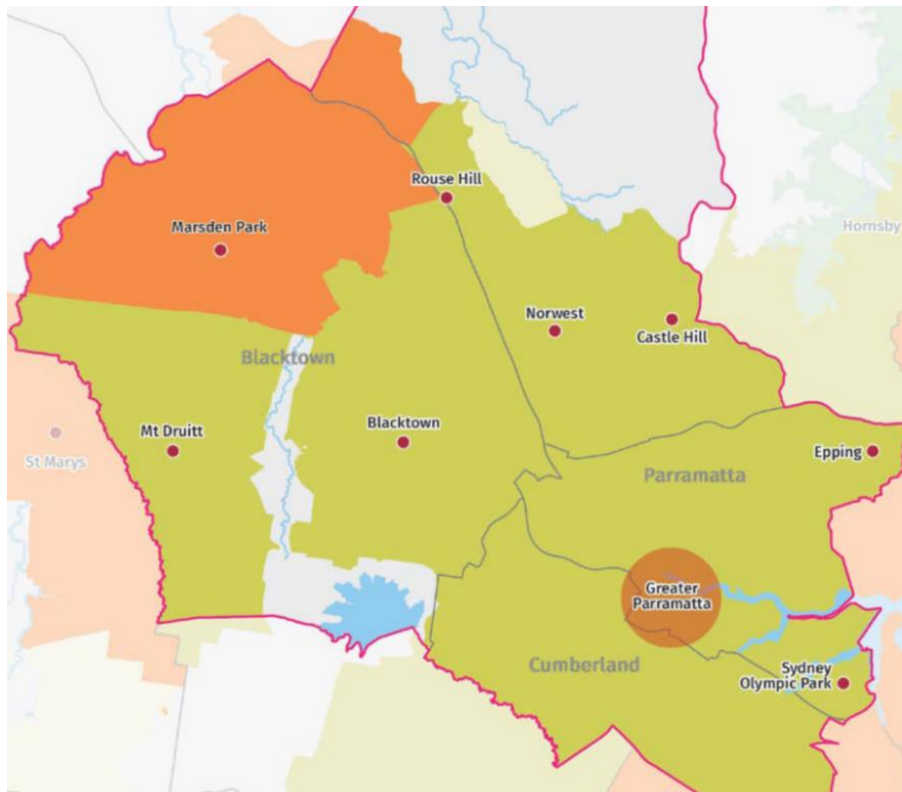 Rouse Hill
Marsden Park
Hornsby
Norwest
Castle Hill
Blacktown
Blacktown
Mt Druitt
St Marys
Epping
Parramatta
Greater
Parramatta
Cumberland
Sydney
Olympic Park